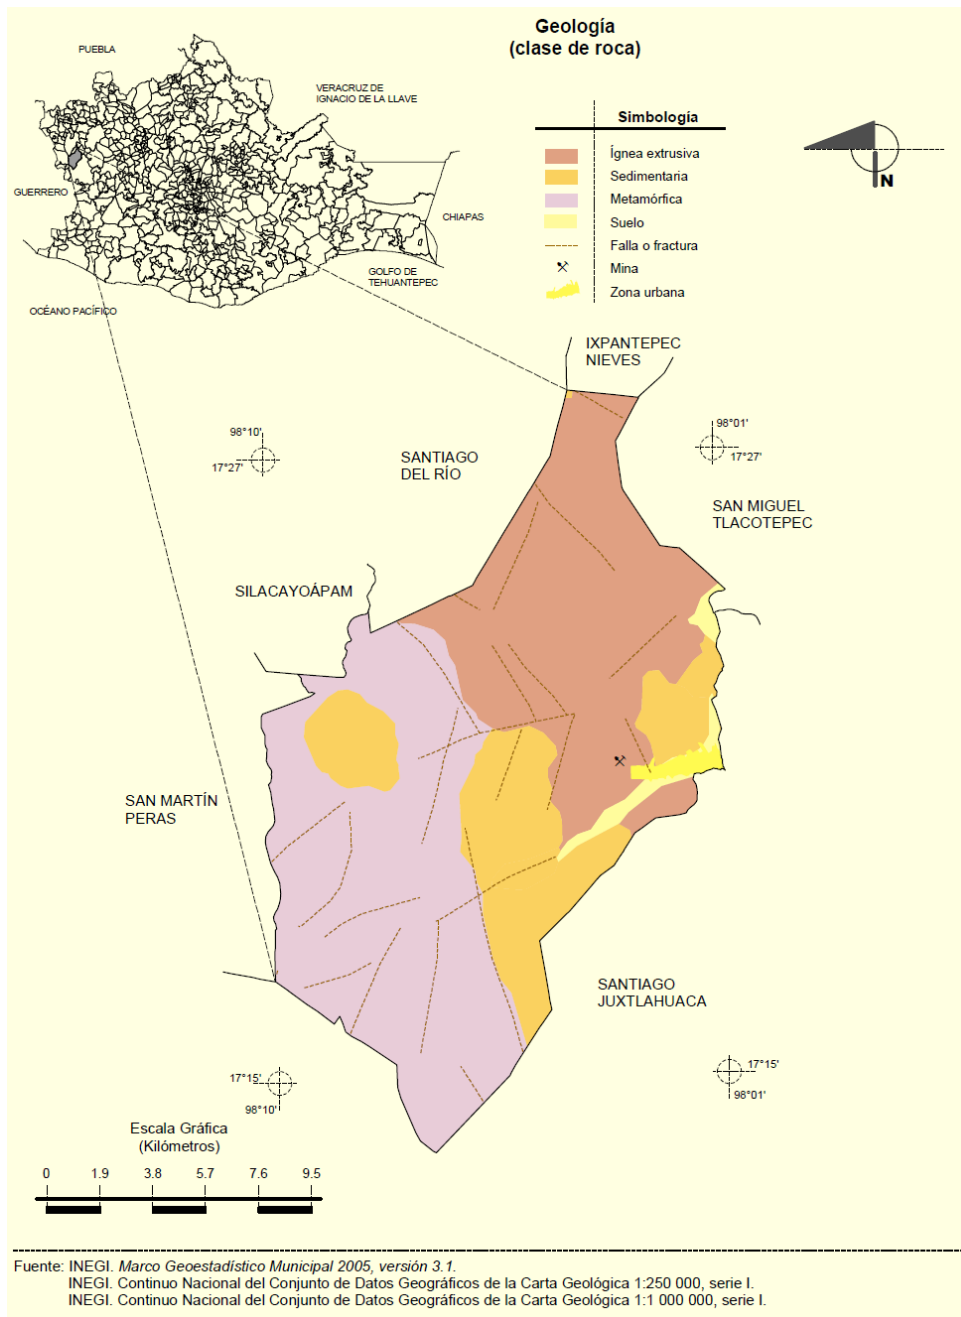 Geología
(clase de roca)
PUEBLA
VERACRUZ DE
IGNACIO DE LA LLAVE
GUERRERO
CHIAPAS
GOLFO DE
TEHUANTEPEC
OCÉANO PACÍFICO
Simbología
Ígnea extrusiva
Sedimentaria
Metamórfica
Suelo
Falla o fractura
Mina
Zona urbana
N
IXPANTEPEC
NIEVES
98°10'
17°27'
98°01'
17°27'
SANTIAGO
DEL RÍO
SAN MIGUEL
TLACOTEPEC
SILACAYOÁPAM
SAN MARTÍN
PERAS
SANTIAGO
JUXTLAHUACA
17°15'
98°10'
17°15'
98°01'
Escala Gráfica
(Kilómetros)
0 1.9 3.8 5.7 7.6 9.5
Fuente: INEGI. Marco Geoestadístico Municipal 2005, versión 3.1.
INEGI. Continuo Nacional del Conjunto de Datos Geográficos de la Carta Geológica 1:250 000, serie I.
INEGI. Continuo Nacional del Conjunto de Datos Geográficos de la Carta Geológica 1:1 000 000, serie I.